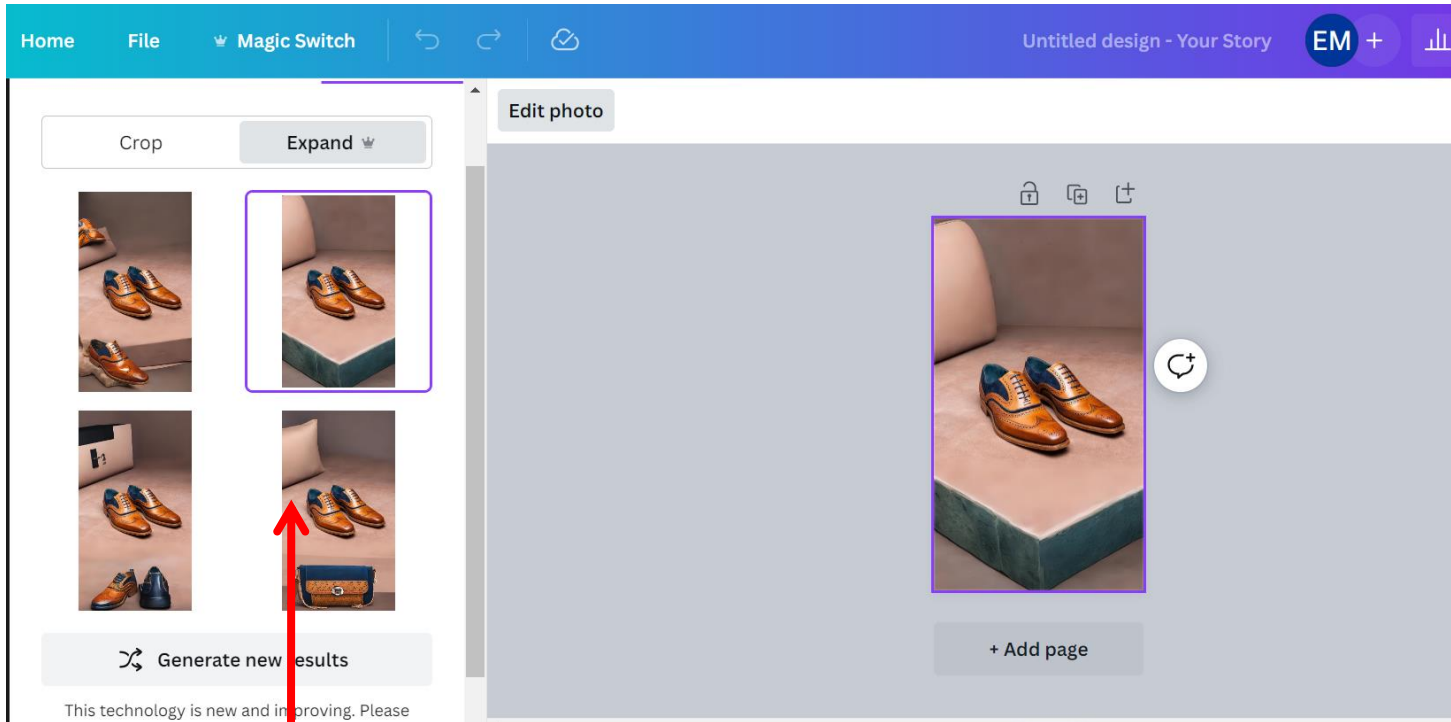 Home File Magic Switch Untitled design - Your Story EM +
Edit photo
Crop Expand
+ Add page
Generate new results
This technology is new and improving. Please